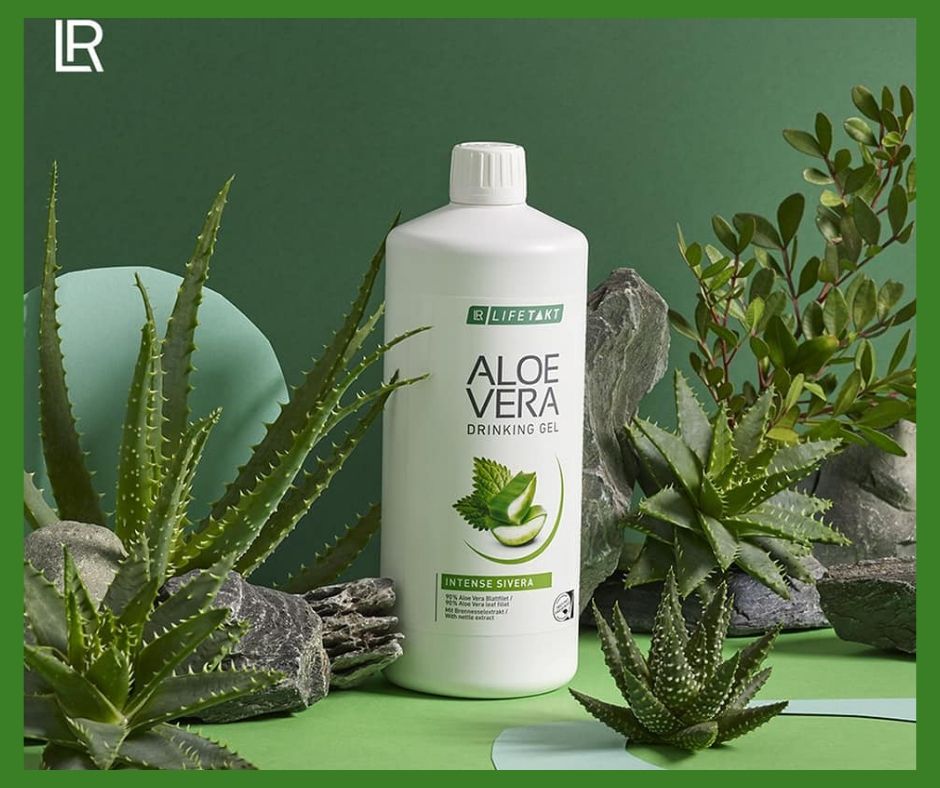 LR
LR LIFETAKT
ALOE
VERA
DRINKING GEL
INTENSE SIVERA
90% Aloe Vera Blattfilet /
90% Aloe Vera leaf fillet
Mit Brennnesselextrakt /
With nettle extract